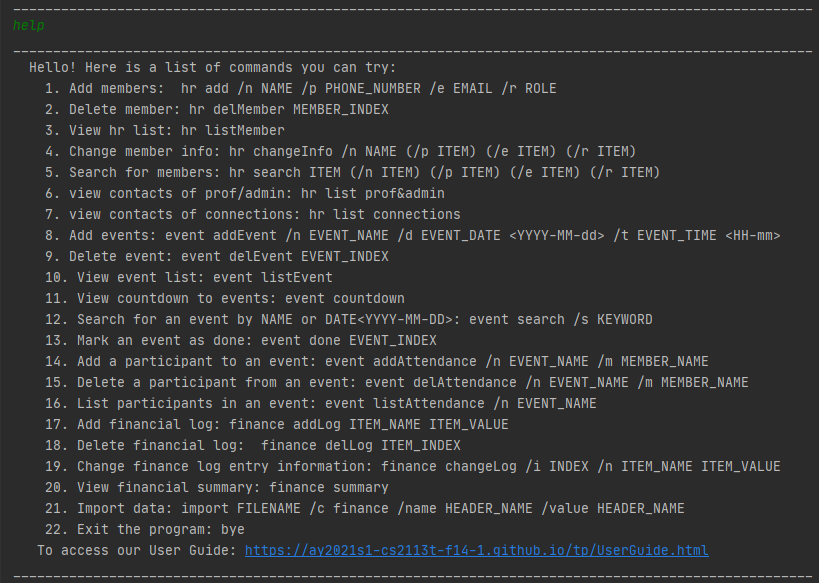 ____________________________________________________________________________________________________
help
____________________________________________________________________________________________________
Hello! Here is a list of commands you can try:
1. Add members:  hr add /n NAME /p PHONE_NUMBER /e EMAIL /r ROLE
2. Delete member: hr delMember MEMBER_INDEX
3. View hr list: hr listMember
4. Change member info: hr changeInfo /n NAME (/p ITEM) (/e ITEM) (/r ITEM)
5. Search for members: hr search ITEM (/n ITEM) (/p ITEM) (/e ITEM) (/r ITEM)
6. view contacts of prof/admin: hr list prof&admin
7. view contacts of connections: hr list connections
8. Add events: event addEvent /n EVENT_NAME /d EVENT_DATE <YYYY-MM-dd> /t EVENT_TIME <HH-mm>
9. Delete event: event delEvent EVENT_INDEX
10. View event list: event listEvent
11. View countdown to events: event countdown
12. Search for an event by NAME or DATE<YYYY-MM-DD>: event search /s KEYWORD
13. Mark an event as done: event done EVENT_INDEX
14. Add a participant to an event: event addAttendance /n EVENT_NAME /m MEMBER_NAME
15. Delete a participant from an event: event delAttendance /n EVENT_NAME /m MEMBER_NAME
16. List participants in an event: event listAttendance /n EVENT_NAME
17. Add financial log: finance addLog ITEM_NAME ITEM_VALUE
18. Delete financial log:  finance delLog ITEM_INDEX
19. Change finance log entry information: finance changeLog /i INDEX /n ITEM_NAME ITEM_VALUE
20. View financial summary: finance summary
21. Import data: import FILENAME /c finance /name HEADER_NAME /value HEADER_NAME
22. Exit the program: bye
To access our User Guide: https://ay2021s1-cs2113t-f14-1.github.io/tp/UserGuide.html
____________________________________________________________________________________________________